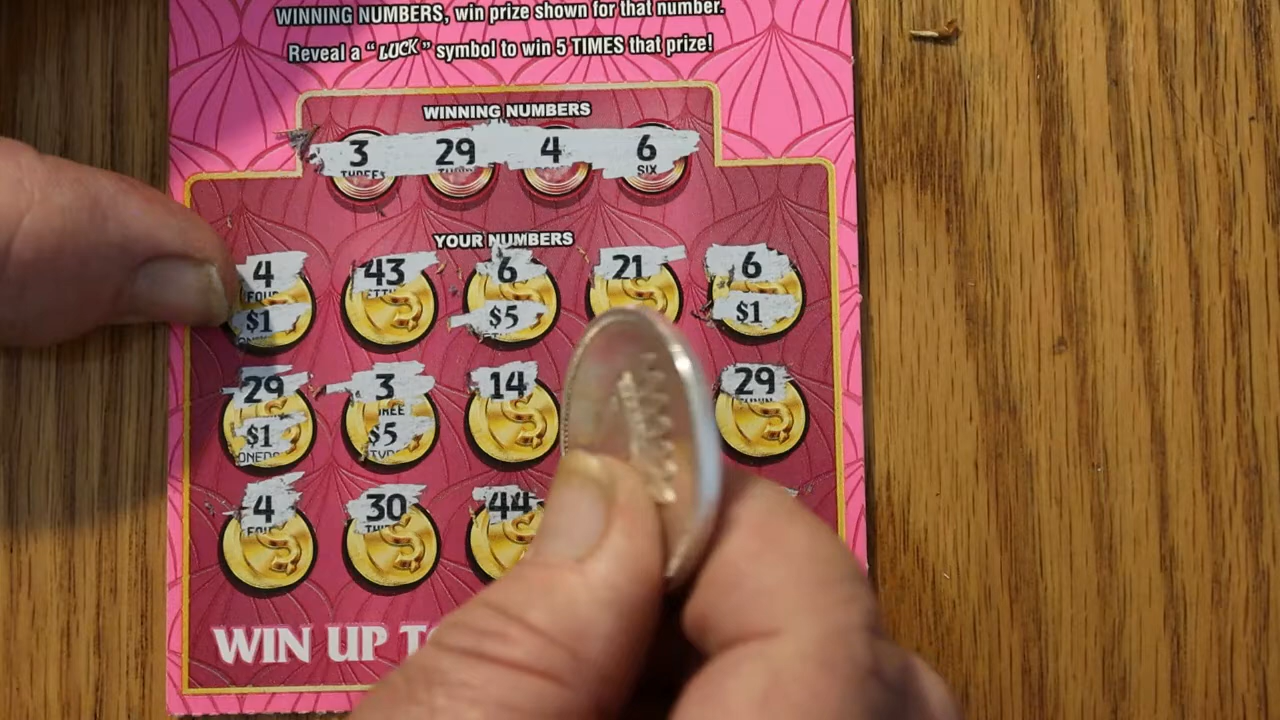 WINNING NUMBERS, win prize shown for that number.
Reveal a "LUCK" symbol to win 5 TIMES that prize!
WINNING NUMBERS
3 29 4 6
THREE SIX
YOUR NUMBERS
4 43 6 21 6
$1 $5 $1
29 3 14 29
$1 $5
4 30 44
WIN UP TO